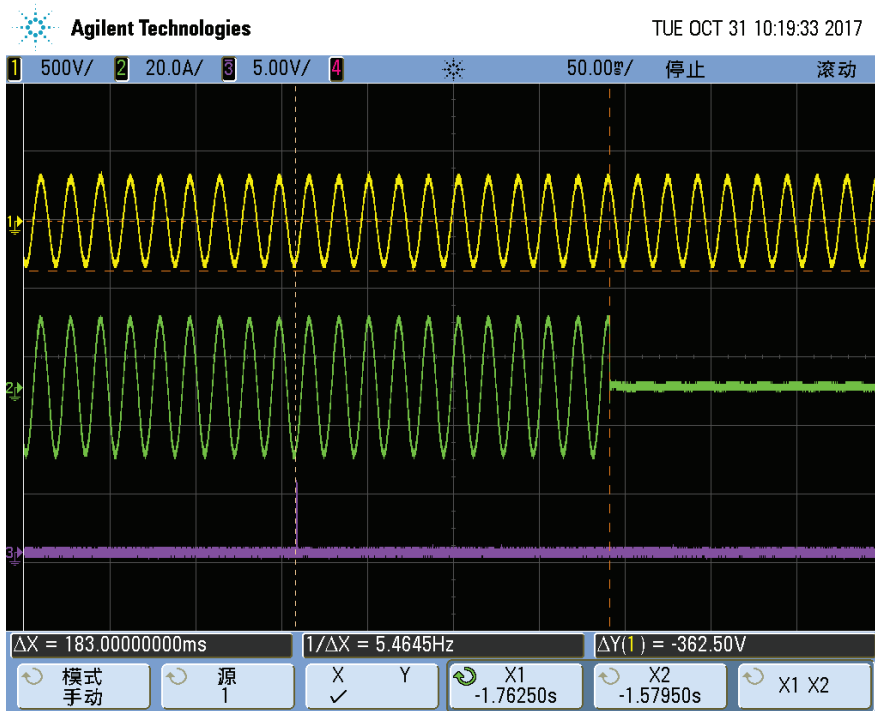 Agilent Technologies TUE OCT 31 10:19:33 2017
1 500V/ 2 20.0A/ 3 5.00V/ 4 50.00ms/ 停止 滚动
1
2
3
ΔX = 183.00000000ms 1/ΔX = 5.4645Hz ΔY(1) = -362.50V
模式 源 X Y X1 X2 X1 X2
手动 1 ✓ -1.76250s -1.57950s